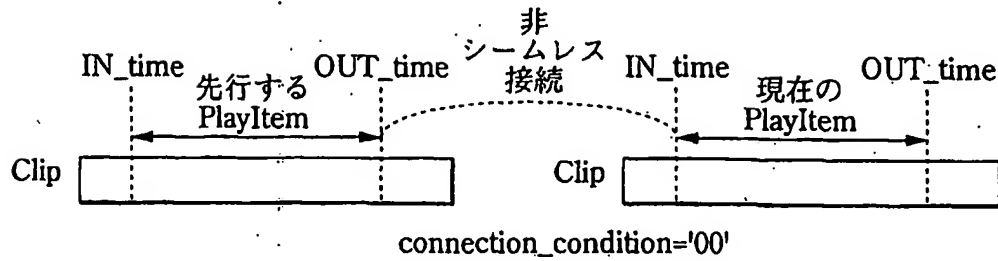 非
シームレス
接続
IN_time
OUT_time
IN_time
OUT_time
先行する
PlayItem
現在の
PlayItem
Clip
Clip
connection_condition='00'